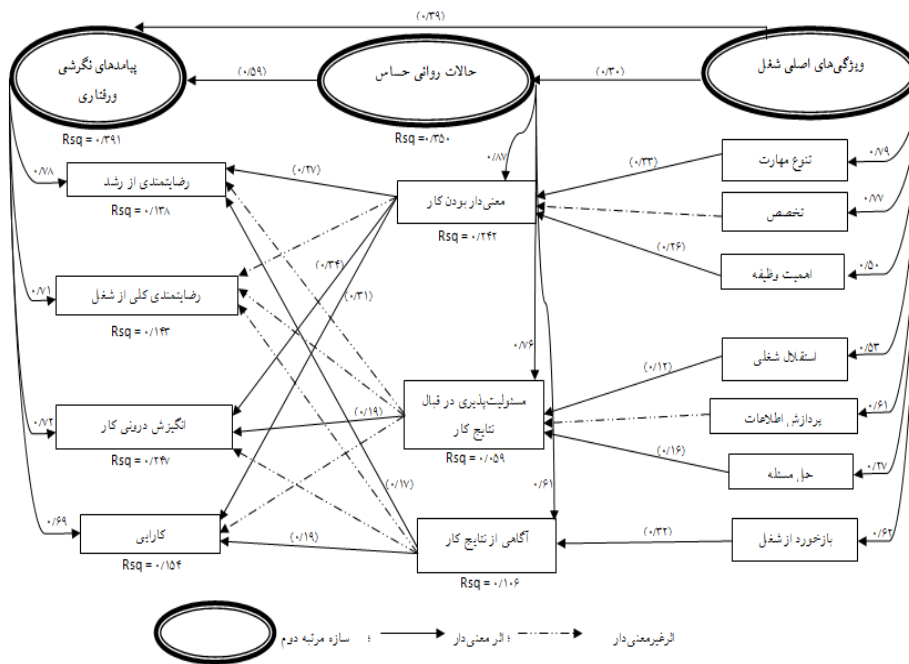 (۰/۳۹)
ویژگی‌های اصلی شغل
(۰/۳۰)
حالات روانی حساس
Rsq = ۰/۳۵۰
(۰/۵۹)
پیامدهای نگرشی
ورفتاری
Rsq = ۰/۳۹۱
۰/۷۹
تنوع مهارت
(۰/۳۳)
۰/۸۷
معنی‌دار بودن کار
Rsq = ۰/۲۴۲
(۰/۲۷)
رضایتمندی از رشد
Rsq = ۰/۱۳۸
۰/۷۸
۰/۷۷
تخصص
۰/۵۰
اهمیت وظیفه
(۰/۲۶)
(۰/۳۴)
(۰/۳۱)
رضایتمندی کلی از شغل
Rsq = ۰/۱۴۳
۰/۷۱
۰/۵۳
استقلال شغلی
(۰/۱۲)
۰/۷۶
مسئولیت‌پذیری در قبال
نتایج کار
Rsq = ۰/۰۵۹
(۰/۱۹)
انگیزش درونی کار
Rsq = ۰/۲۴۷
۰/۷۲
۰/۶۱
پردازش اطلاعات
۰/۲۷
حل مسئله
(۰/۱۶)
(۰/۱۷)
۰/۶۲
بازخورد از شغل
(۰/۳۲)
۰/۶۱
آگاهی از نتایج کار
Rsq = ۰/۱۰۶
(۰/۱۹)
کارایی
Rsq = ۰/۱۵۴
۰/۶۹
سازه مرتبه دوم ؛ اثر معنی‌دار ؛ اثرغیرمعنی‌دار